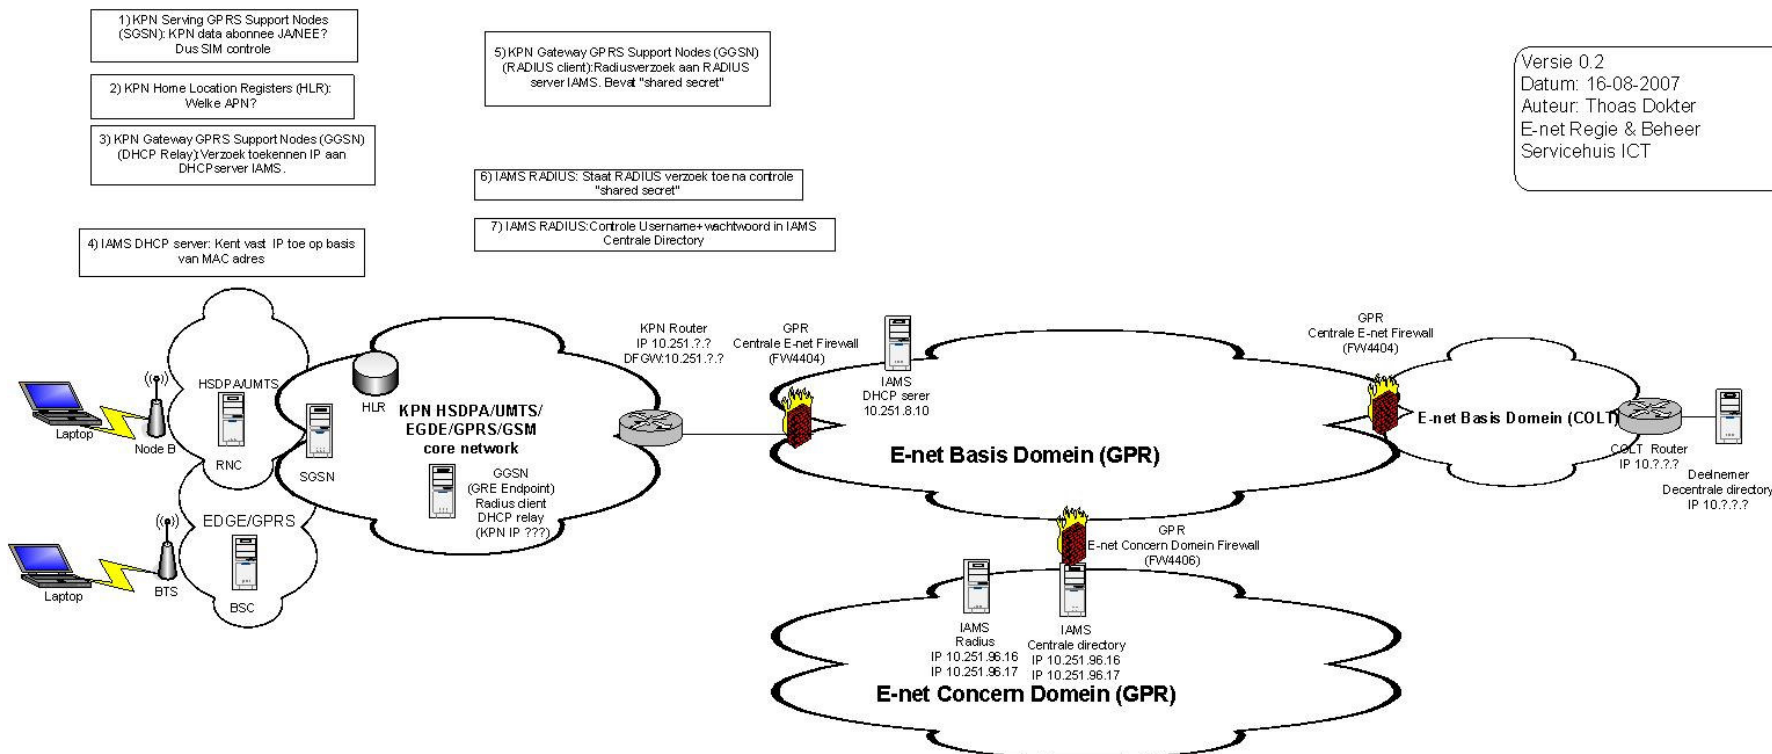 1) KPN Serving GPRS Support Nodes
(SGSN): KPN data abonnee JA/NEE?
Dus SIM controle
2) KPN Home Location Registers (HLR):
Welke APN?
3) KPN Gateway GPRS Support Nodes (GGSN)
(DHCP Relay):Verzoek toekennen IP aan
DHCPserver IAMS.
4) IAMS DHCP server: Kent vast IP toe op basis
van MAC adres
5) KPN Gateway GPRS Support Nodes (GGSN)
(RADIUS client):Radiusverzoek aan RADIUS
server IAMS. Bevat "shared secret"
6) IAMS RADIUS: Staat RADIUS verzoek toe na controle
"shared secret"
7) IAMS RADIUS:Controle Username+wachtwoord in IAMS
Centrale Directory
Versie 0.2
Datum: 16-08-2007
Auteur: Thoas Dokter
E-net Regie & Beheer
Servicehuis ICT
Laptop
Node B
HSDPA/UMTS
RNC
Laptop
BTS
EDGE/GPRS
BSC
SGSN
HLR
KPN HSDPA/UMTS/
EGDE/GPRS/GSM
core network
GGSN
(GRE Endpoint)
Radius client
DHCP relay
(KPN IP ???)
KPN Router
IP 10.251.?.?
DFGW:10.251.?.?
GPR
Centrale E-net Firewall
(FW4404)
IAMS
DHCP serer
10.251.8.10
E-net Basis Domein (GPR)
GPR
Centrale E-net Firewall
(FW4404)
E-net Basis Domein (COLT)
COLT Router
IP 10.?.?.?
Deelnemer
Decentrale directory
IP 10.?.?.?
GPR
E-net Concern Domein Firewall
(FW4406)
IAMS
Radius
IP 10.251.96.16
IP 10.251.96.17
IAMS
Centrale directory
IP 10.251.96.16
IP 10.251.96.17
E-net Concern Domein (GPR)